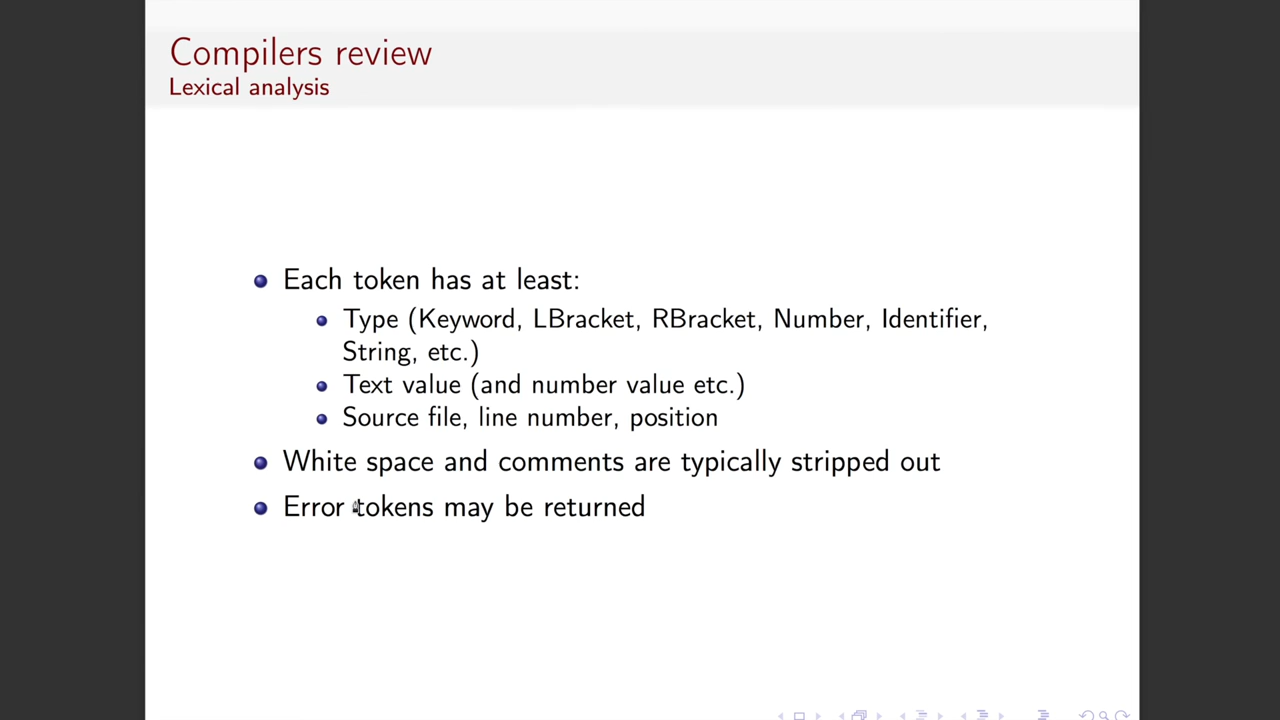 Compilers review
Lexical analysis
Each token has at least:
Type (Keyword, LBracket, RBracket, Number, Identifier,
String, etc.)
Text value (and number value etc.)
Source file, line number, position
White space and comments are typically stripped out
Error tokens may be returned